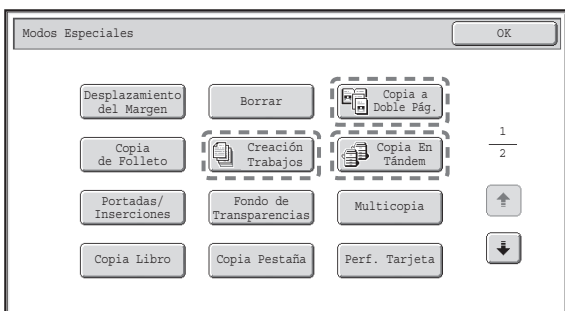 Modos Especiales
OK
Desplazamiento
del Margen
Borrar
Copia a
Doble Pág.
Copia
de Folleto
Creación
Trabajos
Copia En
Tándem
1
2
Portadas/
Inserciones
Fondo de
Transparencias
Multicopia
Copia Libro
Copia Pestaña
Perf. Tarjeta